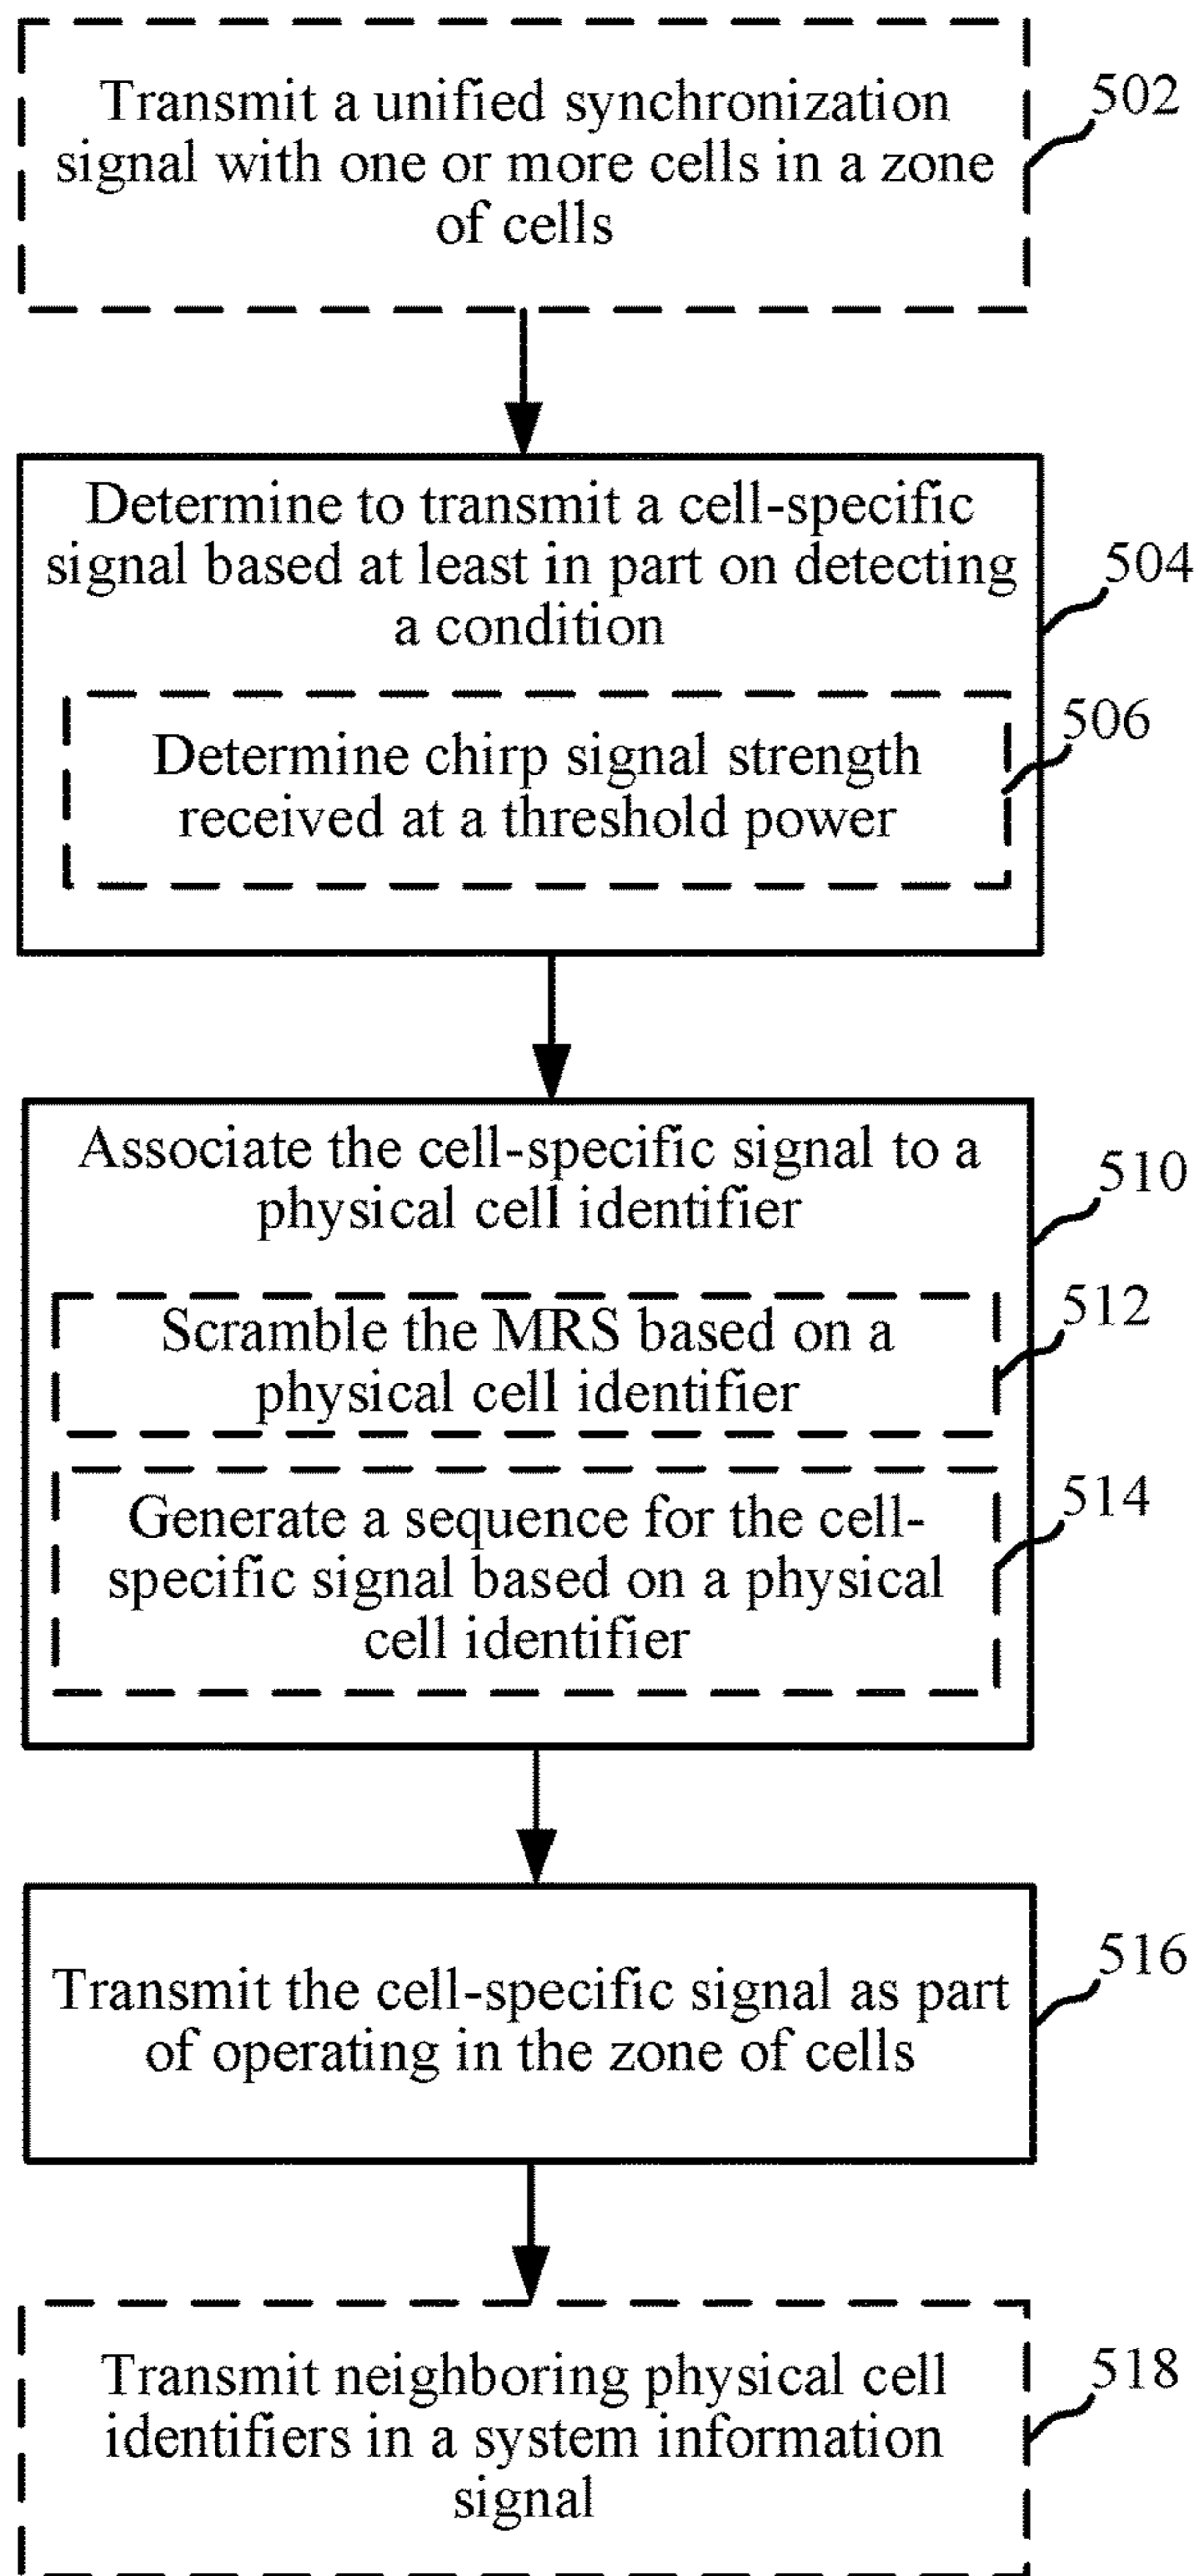 Transmit a unified synchronization
signal with one or more cells in a zone
of cells
502
Determine to transmit a cell-specific
signal based at least in part on detecting
a condition
504
Determine chirp signal strength
received at a threshold power
506
Associate the cell-specific signal to a
physical cell identifier
510
Scramble the MRS based on a
physical cell identifier
512
Generate a sequence for the cell-
specific signal based on a physical
cell identifier
514
Transmit the cell-specific signal as part
of operating in the zone of cells
516
Transmit neighboring physical cell
identifiers in a system information
signal
518